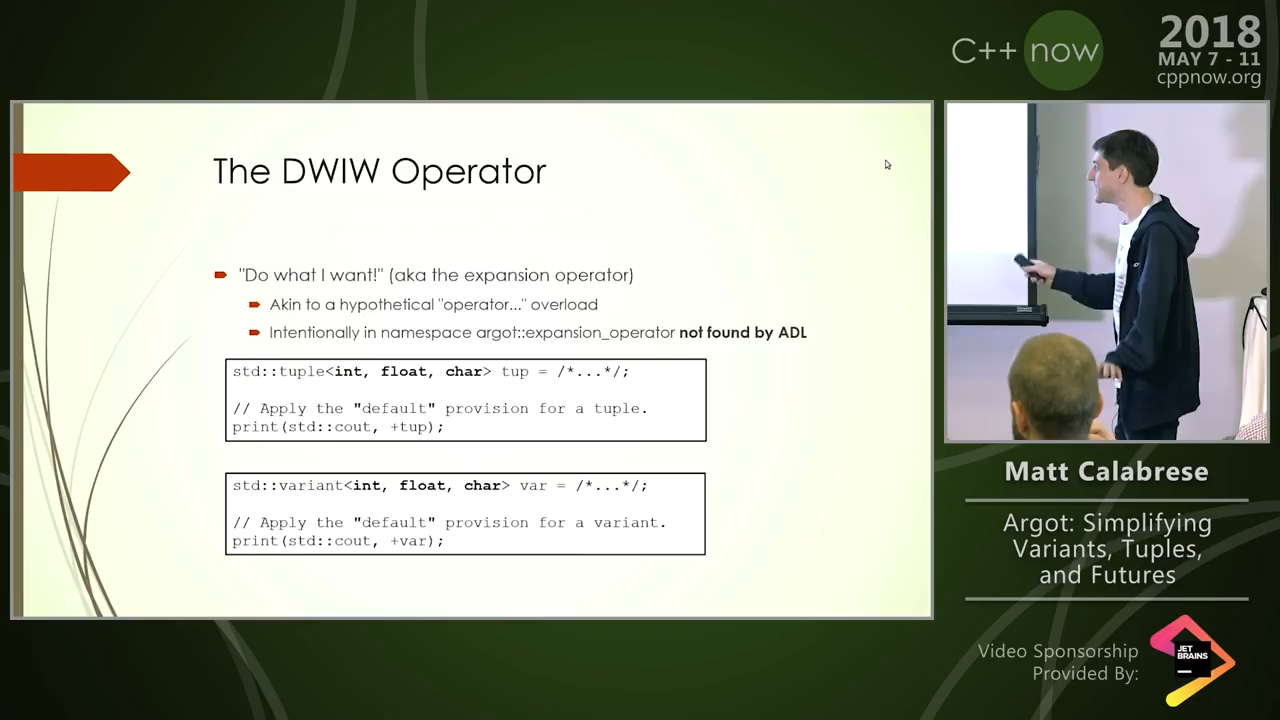 C++ now
2018
MAY 7 - 11
cppnow.org
The DWIW Operator
"Do what I want!" (aka the expansion operator)
Akin to a hypothetical "operator..." overload
Intentionally in namespace argot::expansion_operator not found by ADL
std::tuple<int, float, char> tup = /*...*/;
// Apply the "default" provision for a tuple.
print(std::cout, +tup);
std::variant<int, float, char> var = /*...*/;
// Apply the "default" provision for a variant.
print(std::cout, +var);
Matt Calabrese
Argot: Simplifying
Variants, Tuples,
and Futures
Video Sponsorship
Provided By:
JET
BRAINS